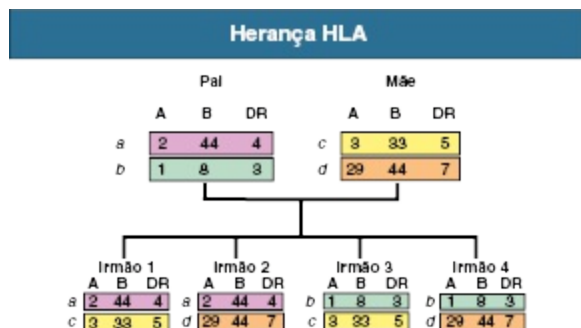 Herança HLA
Pai Mãe
A B DR A B DR
a 2 44 4 c 3 33 5
b 1 8 3 d 29 44 7
Irmão 1 Irmão 2 Irmão 3 Irmão 4
A B DR A B DR A B DR A B DR
a 2 44 4 a 2 44 4 b 1 8 3 b 1 8 3
c 3 33 5 d 29 44 7 c 3 33 5 d 29 44 7